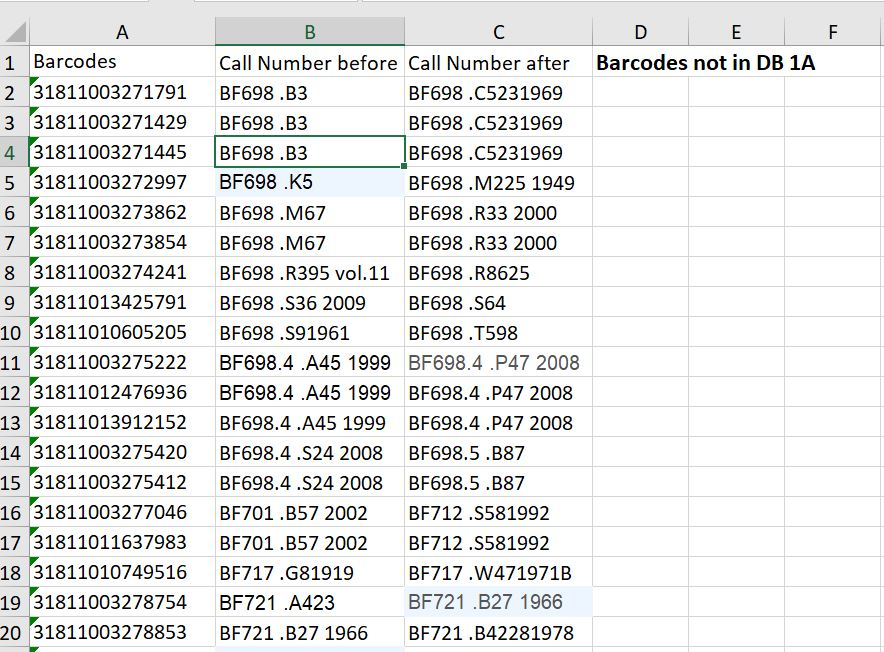 A B C D E F
1 Barcodes Call Number before Call Number after Barcodes not in DB 1A
2 31811003271791 BF698 .B3 BF698 .C5231969
3 31811003271429 BF698 .B3 BF698 .C5231969
4 31811003271445 BF698 .B3 BF698 .C5231969
5 31811003272997 BF698 .K5 BF698 .M225 1949
6 31811003273862 BF698 .M67 BF698 .R33 2000
7 31811003273854 BF698 .M67 BF698 .R33 2000
8 31811003274241 BF698 .R395 vol.11 BF698 .R8625
9 31811013425791 BF698 .S36 2009 BF698 .S64
10 31811010605205 BF698 .S91961 BF698 .T598
11 31811003275222 BF698.4 .A45 1999 BF698.4 .P47 2008
12 31811012476936 BF698.4 .A45 1999 BF698.4 .P47 2008
13 31811013912152 BF698.4 .A45 1999 BF698.4 .P47 2008
14 31811003275420 BF698.4 .S24 2008 BF698.5 .B87
15 31811003275412 BF698.4 .S24 2008 BF698.5 .B87
16 31811003277046 BF701 .B57 2002 BF712 .S581992
17 31811011637983 BF701 .B57 2002 BF712 .S581992
18 31811010749516 BF717 .G81919 BF717 .W471971B
19 31811003278754 BF721 .A423 BF721 .B27 1966
20 31811003278853 BF721 .B27 1966 BF721 .B42281978